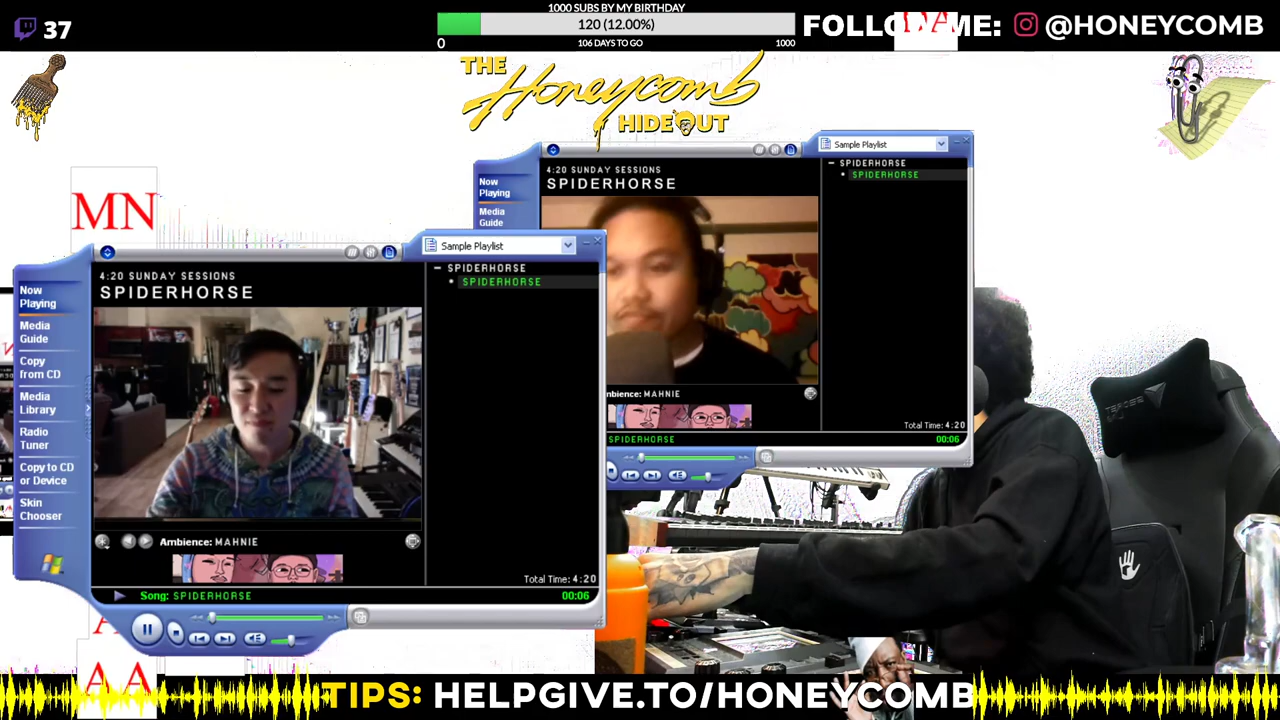 37
1000 SUBS BY MY BIRTHDAY
120 (12.00%)
0
106 DAYS TO GO
1000
@HONEYCOMB
THE
Honeycomb
HIDEOUT
Sample Playlist
SPIDERHORSE
SPIDERHORSE
4:20 SUNDAY SESSIONS
SPIDERHORSE
Now
Playing
Media
Guide
MAHNIE
Total Time: 4:20
SPIDERHORSE
00:06
MN
Sample Playlist
SPIDERHORSE
SPIDERHORSE
4:20 SUNDAY SESSIONS
SPIDERHORSE
Now
Playing
Media
Guide
Copy
from CD
Media
Library
Radio
Tuner
Copy to CD
or Device
Skin
Chooser
Ambience: MAHNIE
Total Time: 4:20
Song: SPIDERHORSE
00:06
AA
TIPS: HELPGIVE.TO/HONEYCOMB